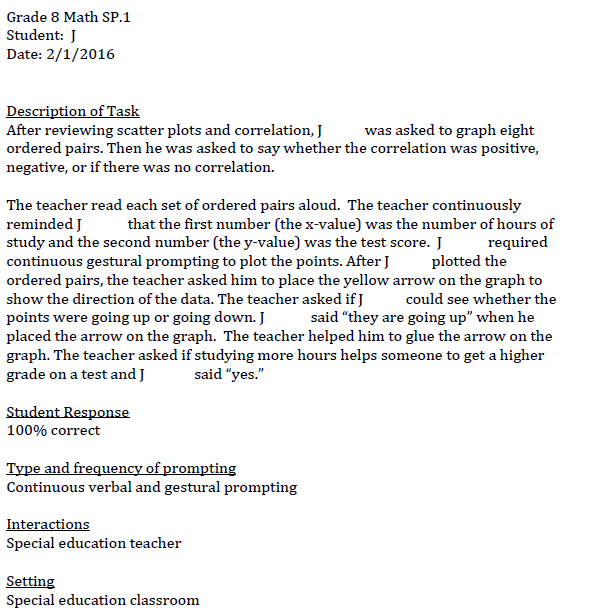 Grade 8 Math SP.1
Student: J
Date: 2/1/2016
Description of Task
After reviewing scatter plots and correlation, J was asked to graph eight
ordered pairs. Then he was asked to say whether the correlation was positive,
negative, or if there was no correlation.
The teacher read each set of ordered pairs aloud. The teacher continuously
reminded J that the first number (the x-value) was the number of hours of
study and the second number (the y-value) was the test score. J required
continuous gestural prompting to plot the points. After J plotted the
ordered pairs, the teacher asked him to place the yellow arrow on the graph to
show the direction of the data. The teacher asked if J could see whether the
points were going up or going down. J said “they are going up” when he
placed the arrow on the graph. The teacher helped him to glue the arrow on the
graph. The teacher asked if studying more hours helps someone to get a higher
grade on a test and J said “yes.”
Student Response
100% correct
Type and frequency of prompting
Continuous verbal and gestural prompting
Interactions
Special education teacher
Setting
Special education classroom